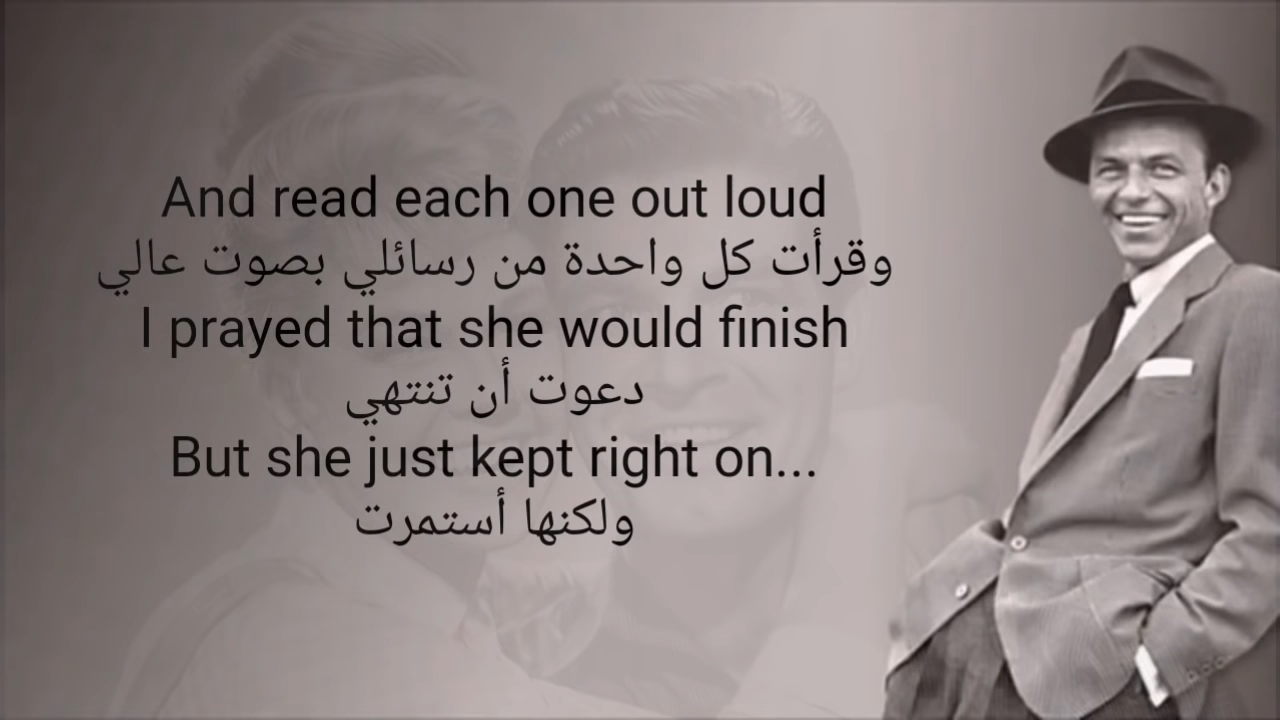 And read each one out loud
وقرأت كل واحدة من رسائلي بصوت عالي
I prayed that she would finish
دعوت أن تنتهي
But she just kept right on...
ولكنها أستمرت